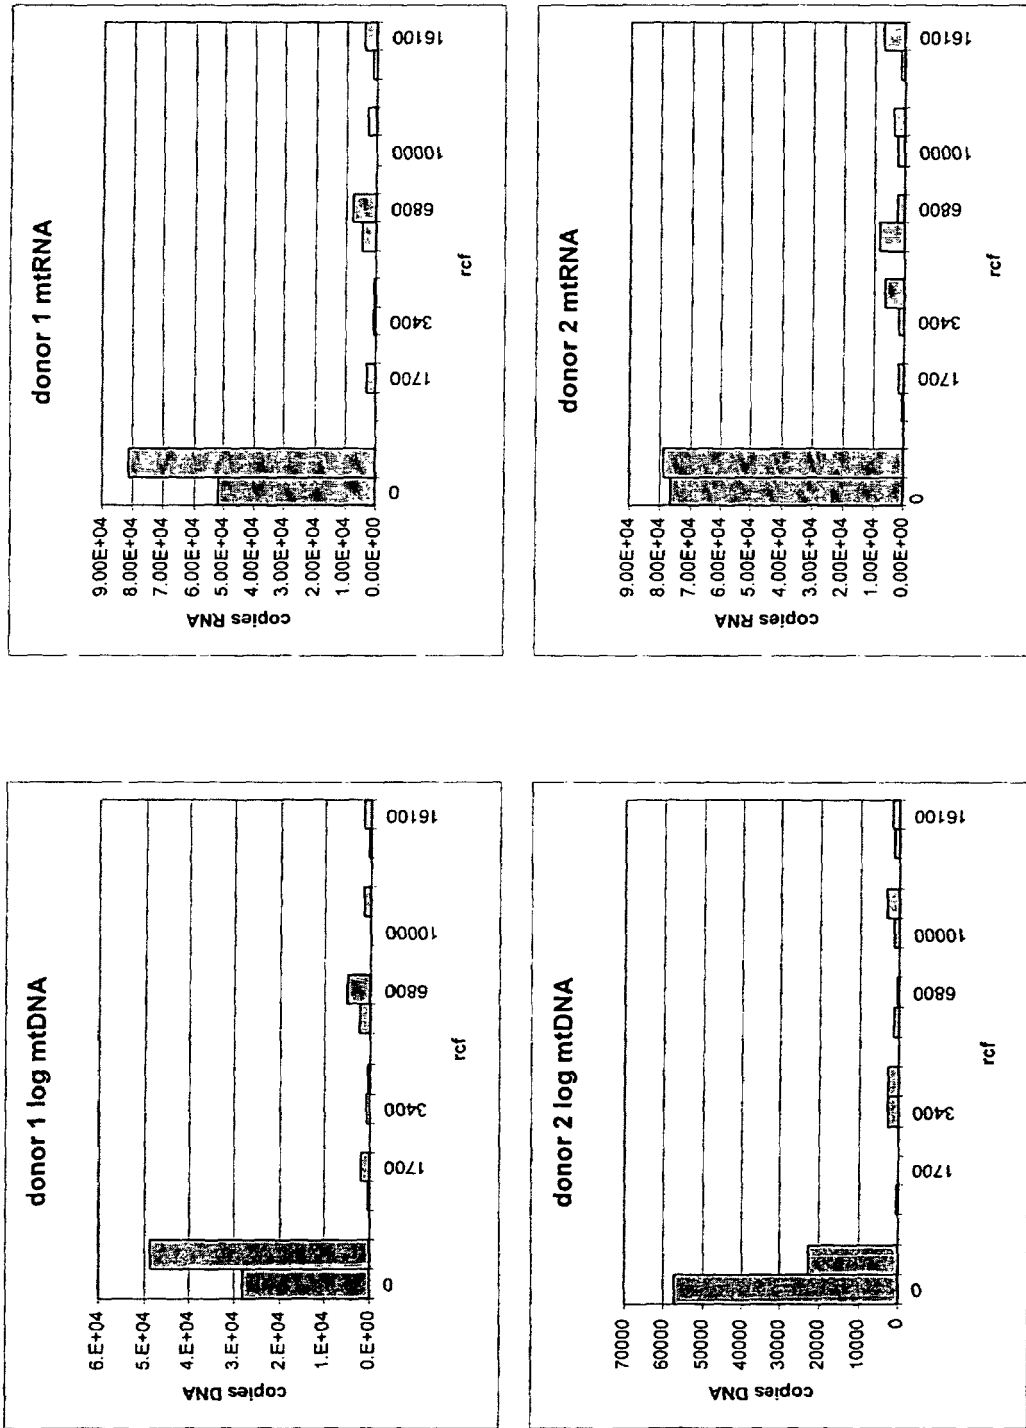 donor 1 log mtDNA
6.E+04
5.E+04
4.E+04
3.E+04
2.E+04
1.E+04
0.E+00
copies DNA
0
1700
3400
6800
10000
16100
rcf
donor 1 mtRNA
9.00E+04
8.00E+04
7.00E+04
6.00E+04
5.00E+04
4.00E+04
3.00E+04
2.00E+04
1.00E+04
0.00E+00
copies RNA
0
1700
3400
6800
10000
16100
rcf
donor 2 log mtDNA
70000
60000
50000
40000
30000
20000
10000
0
copies DNA
0
1700
3400
6800
10000
16100
rcf
donor 2 mtRNA
9.00E+04
8.00E+04
7.00E+04
6.00E+04
5.00E+04
4.00E+04
3.00E+04
2.00E+04
1.00E+04
0.00E+00
copies RNA
0
1700
3400
6800
10000
16100
rcf